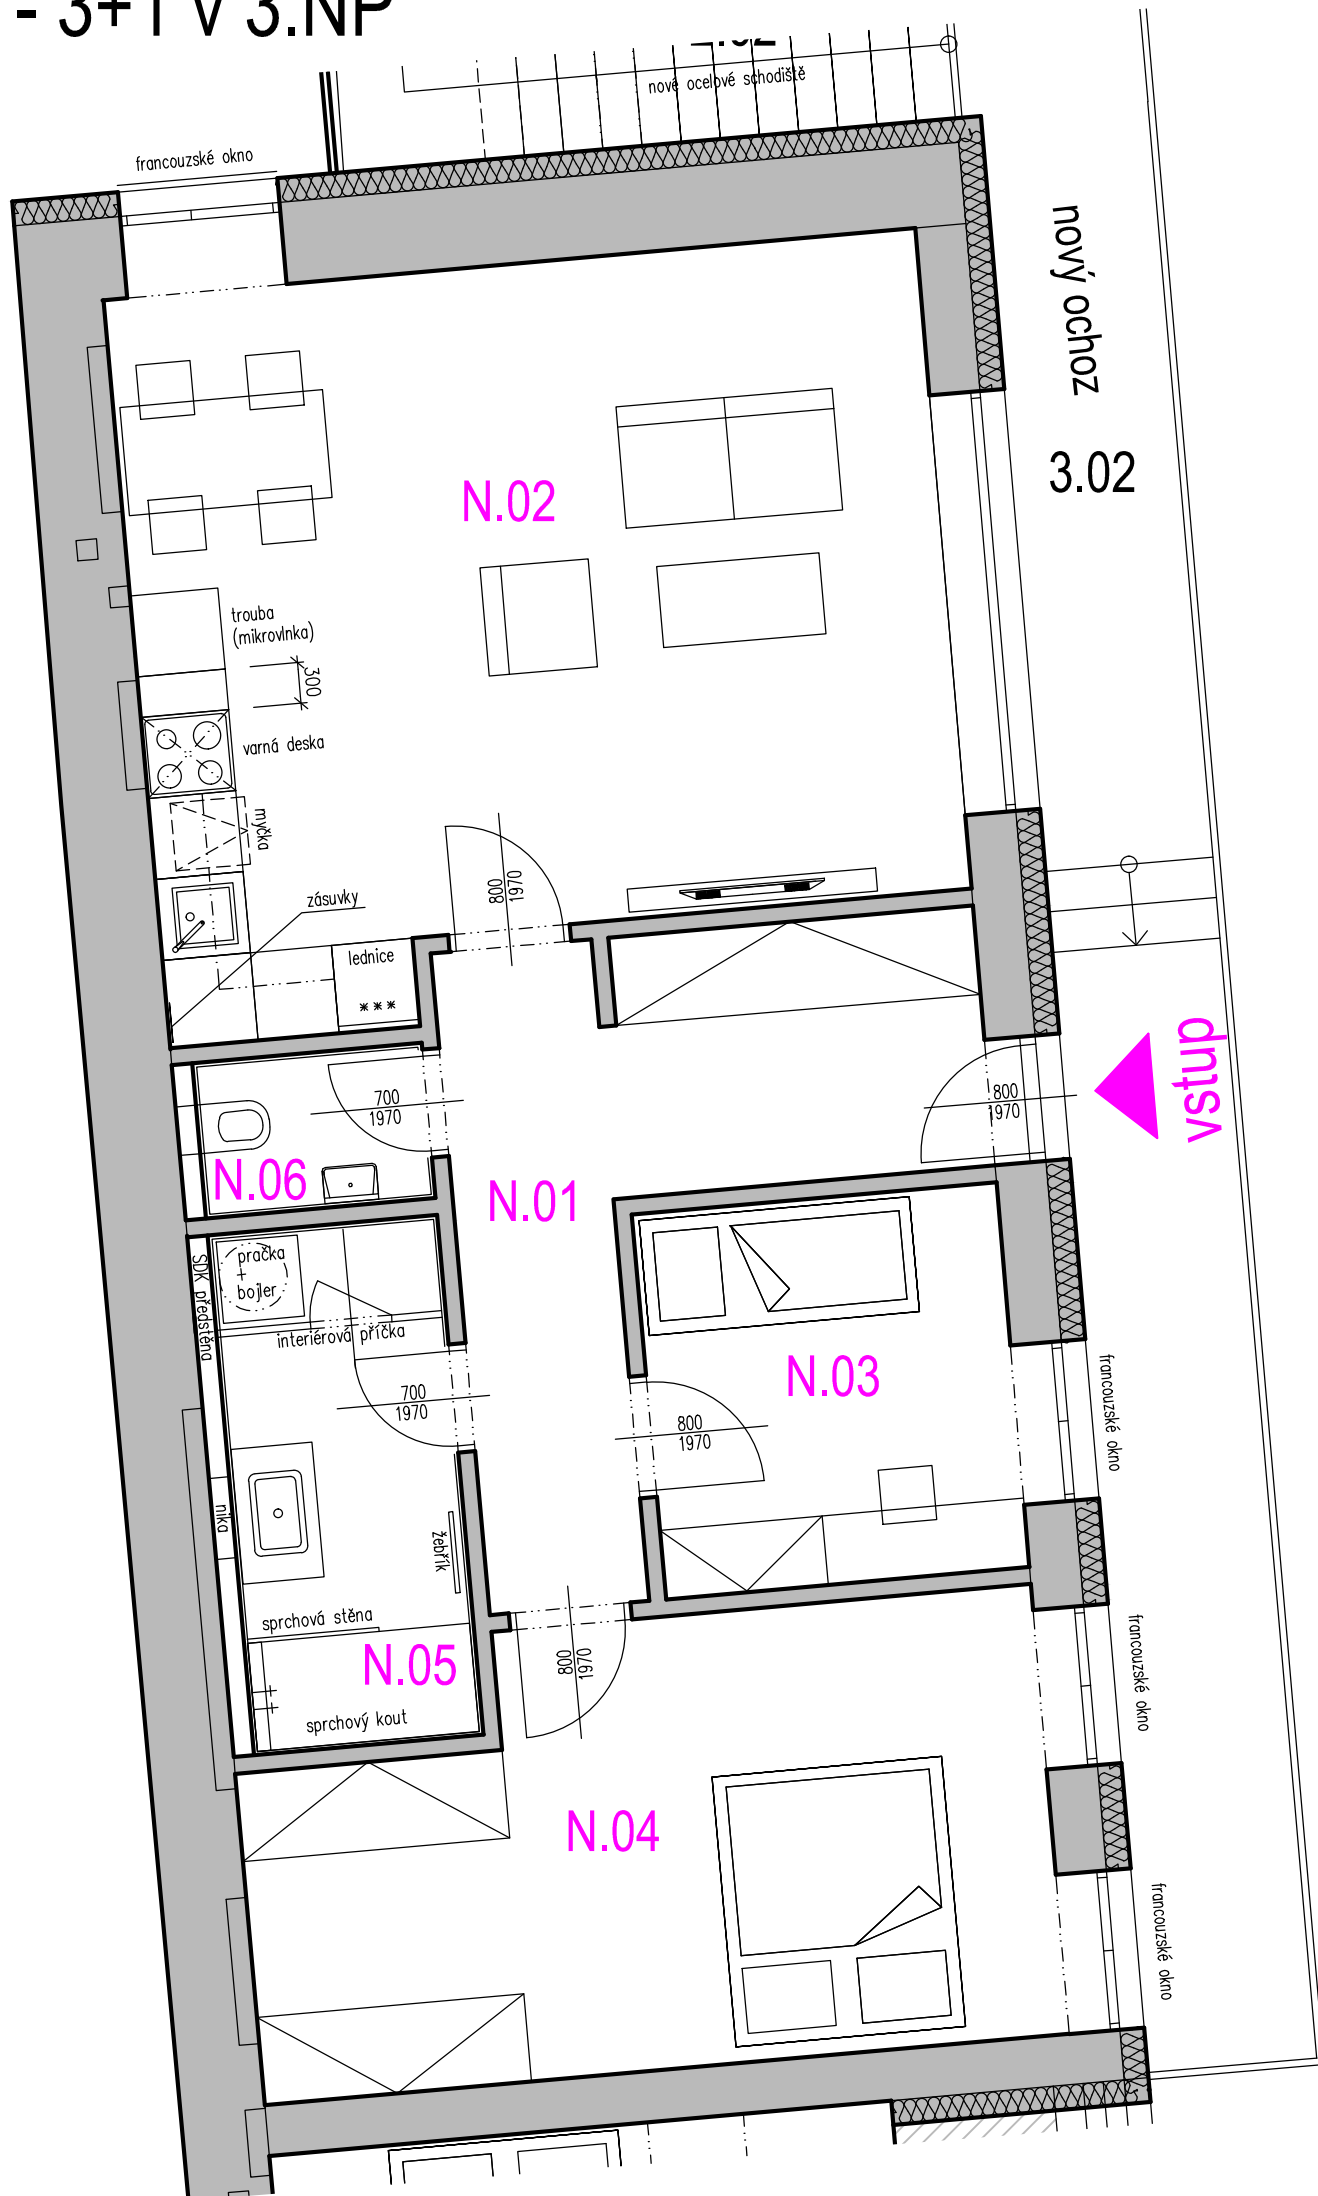 - 3+1 v 3.NP
nové ocelové schodiště
francouzské okno
nový ochoz
3.02
N.02
trouba
(mikrovlnka)
300
varná deska
myčka
zásuvky
lednice
800
1970
700
1970
800
1970
vstup
N.06
N.01
pračka
+
bojler
SDK předstěna
interiérová příčka
700
1970
N.03
800
1970
francouzské okno
nika
žebřík
sprchová stěna
N.05
sprchový kout
800
1970
francouzské okno
N.04
francouzské okno